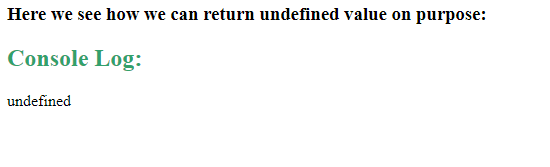 Here we see how we can return undefined value on purpose:
Console Log:
undefined